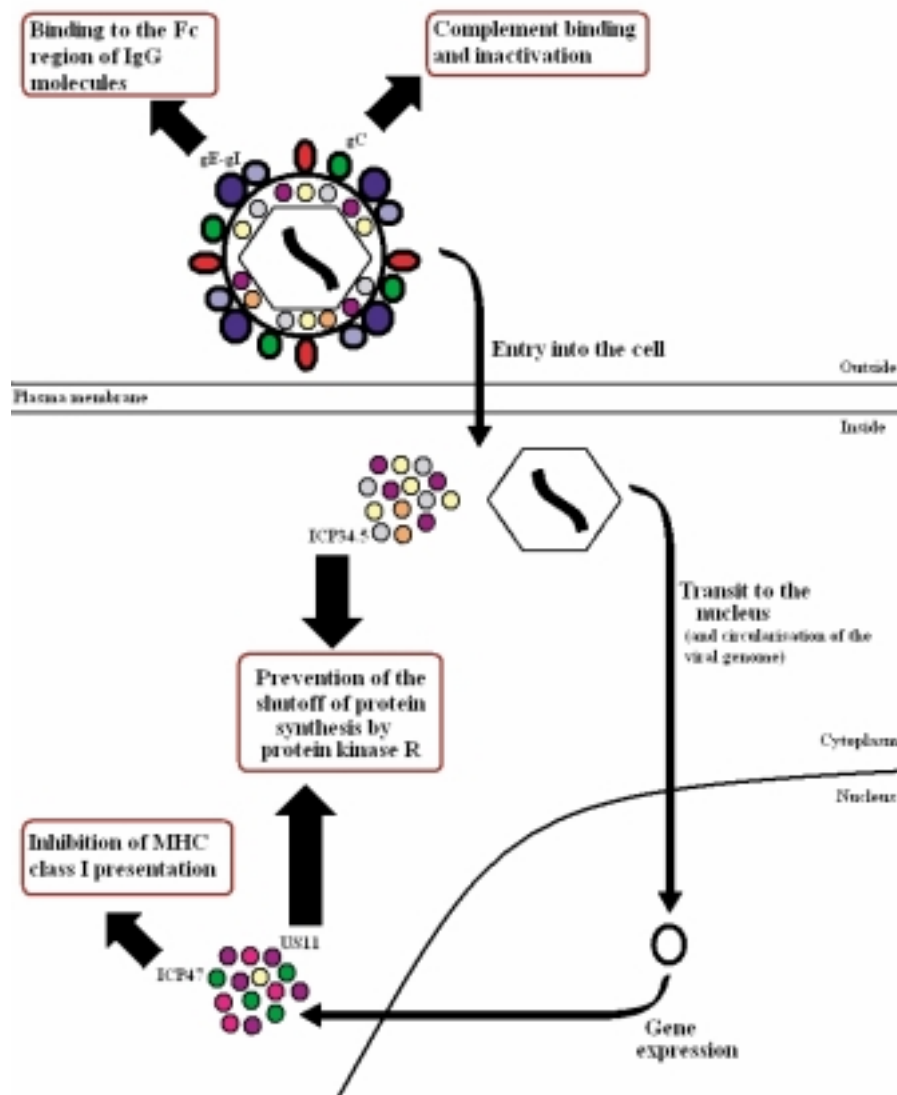 Binding to the Fc
region of IgG
molecules
Complement binding
and inactivation
gE-gI
gC
Entry into the cell
Outside
Plasma membrane
Inside
ICP34.5
Transit to the
nucleus
(and circularisation of the
viral genome)
Prevention of the
shutoff of protein
synthesis by
protein kinase R
Cytoplasm
Nucleus
Inhibition of MHC
class I presentation
US11
ICP47
Gene
expression